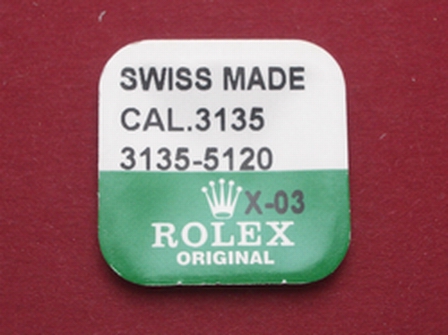 SWISS MADE
CAL.3135
3135-5120
X-03
ROLEX
ORIGINAL